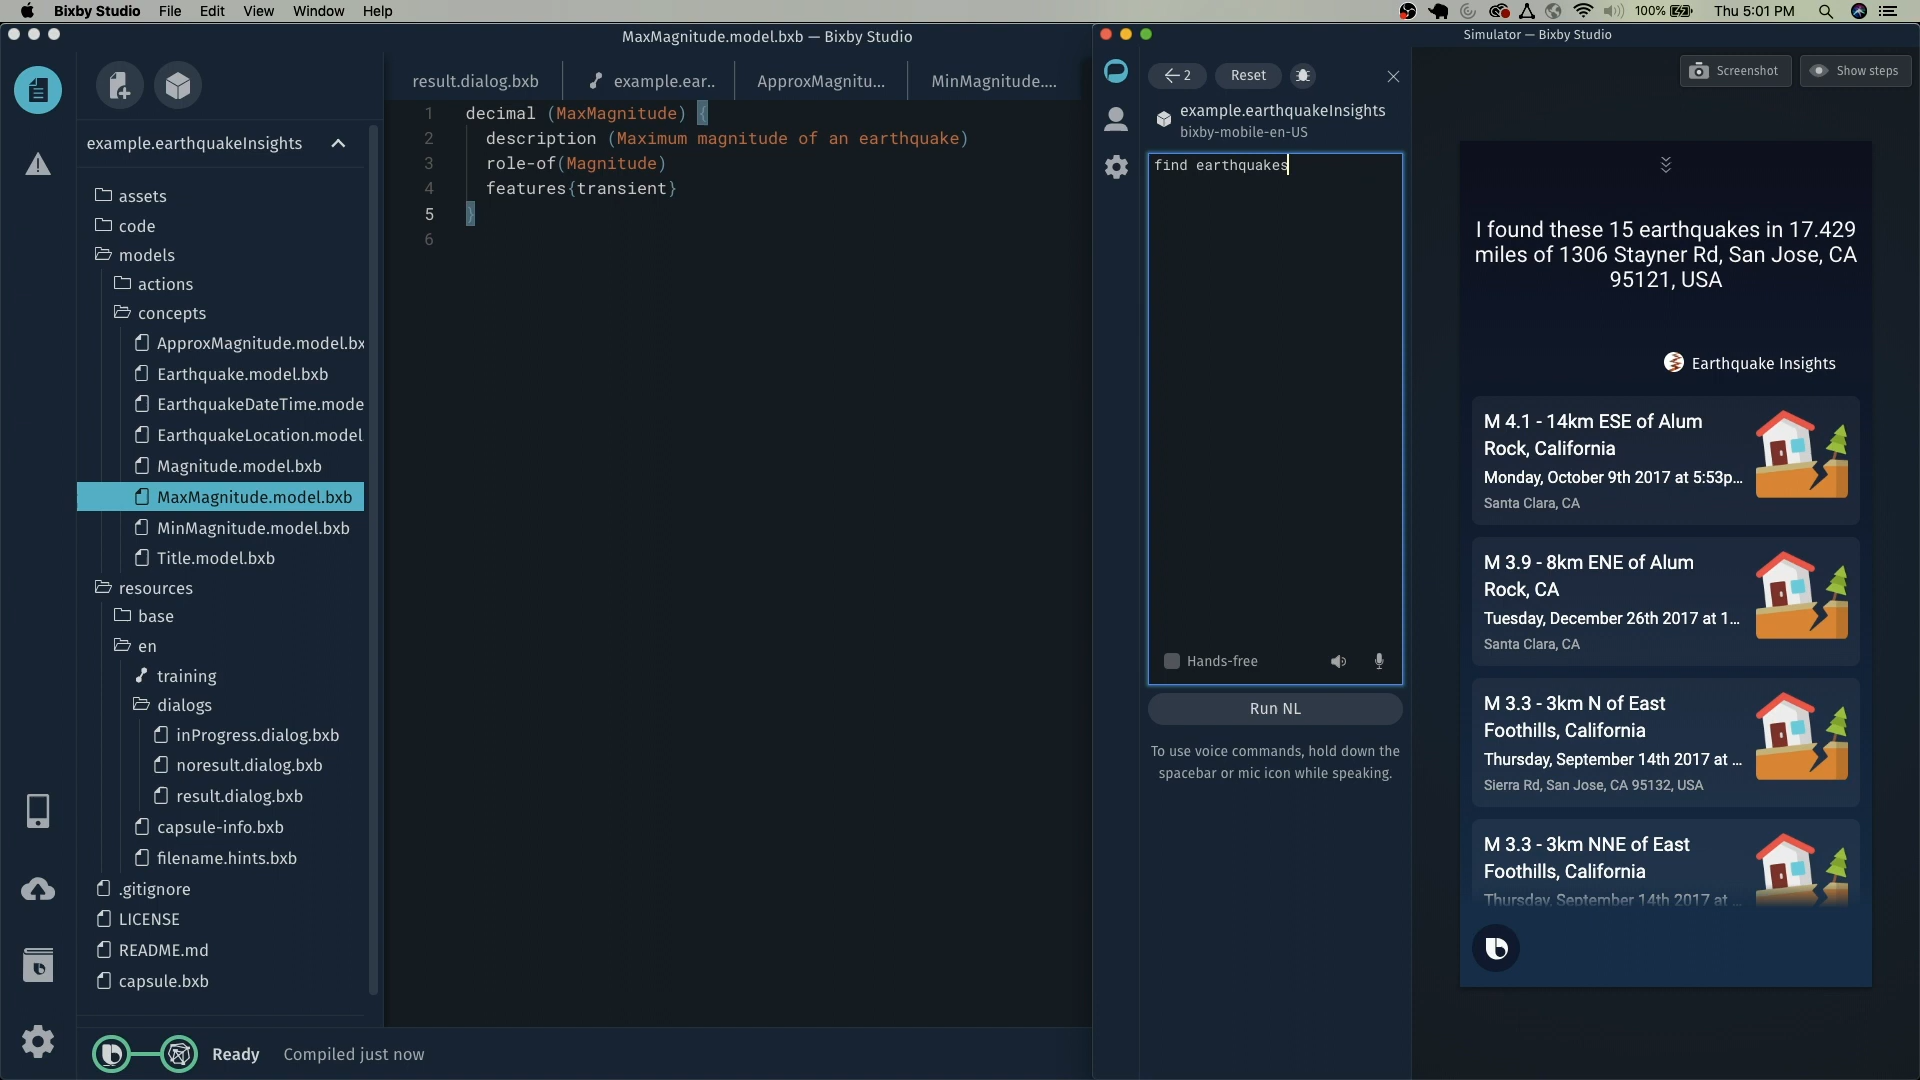 Bixby Studio File Edit View Window Help
100% Thu 5:01 PM
MaxMagnitude.model.bxb — Bixby Studio
example.earthquakeInsights
assets
code
models
actions
concepts
ApproxMagnitude.model.bx
Earthquake.model.bxb
EarthquakeDateTime.mode
EarthquakeLocation.model
Magnitude.model.bxb
MaxMagnitude.model.bxb
MinMagnitude.model.bxb
Title.model.bxb
resources
base
en
training
dialogs
inProgress.dialog.bxb
noresult.dialog.bxb
result.dialog.bxb
capsule-info.bxb
filename.hints.bxb
.gitignore
LICENSE
README.md
capsule.bxb
Ready Compiled just now
result.dialog.bxb example.ear.. ApproxMagnitu... MinMagnitude....
1 decimal (MaxMagnitude) {
2 description (Maximum magnitude of an earthquake)
3 role-of(Magnitude)
4 features{transient}
5 }
6
Simulator — Bixby Studio
2 Reset
example.earthquakeInsights
bixby-mobile-en-US
find earthquakes
Hands-free
Run NL
To use voice commands, hold down the
spacebar or mic icon while speaking.
Screenshot Show steps
I found these 15 earthquakes in 17.429
miles of 1306 Stayner Rd, San Jose, CA
95121, USA
Earthquake Insights
M 4.1 - 14km ESE of Alum
Rock, California
Monday, October 9th 2017 at 5:53p...
Santa Clara, CA
M 3.9 - 8km ENE of Alum
Rock, CA
Tuesday, December 26th 2017 at 1...
Santa Clara, CA
M 3.3 - 3km N of East
Foothills, California
Thursday, September 14th 2017 at ...
Sierra Rd, San Jose, CA 95132, USA
M 3.3 - 3km NNE of East
Foothills, California
Thursday, September 14th 2017 at ...